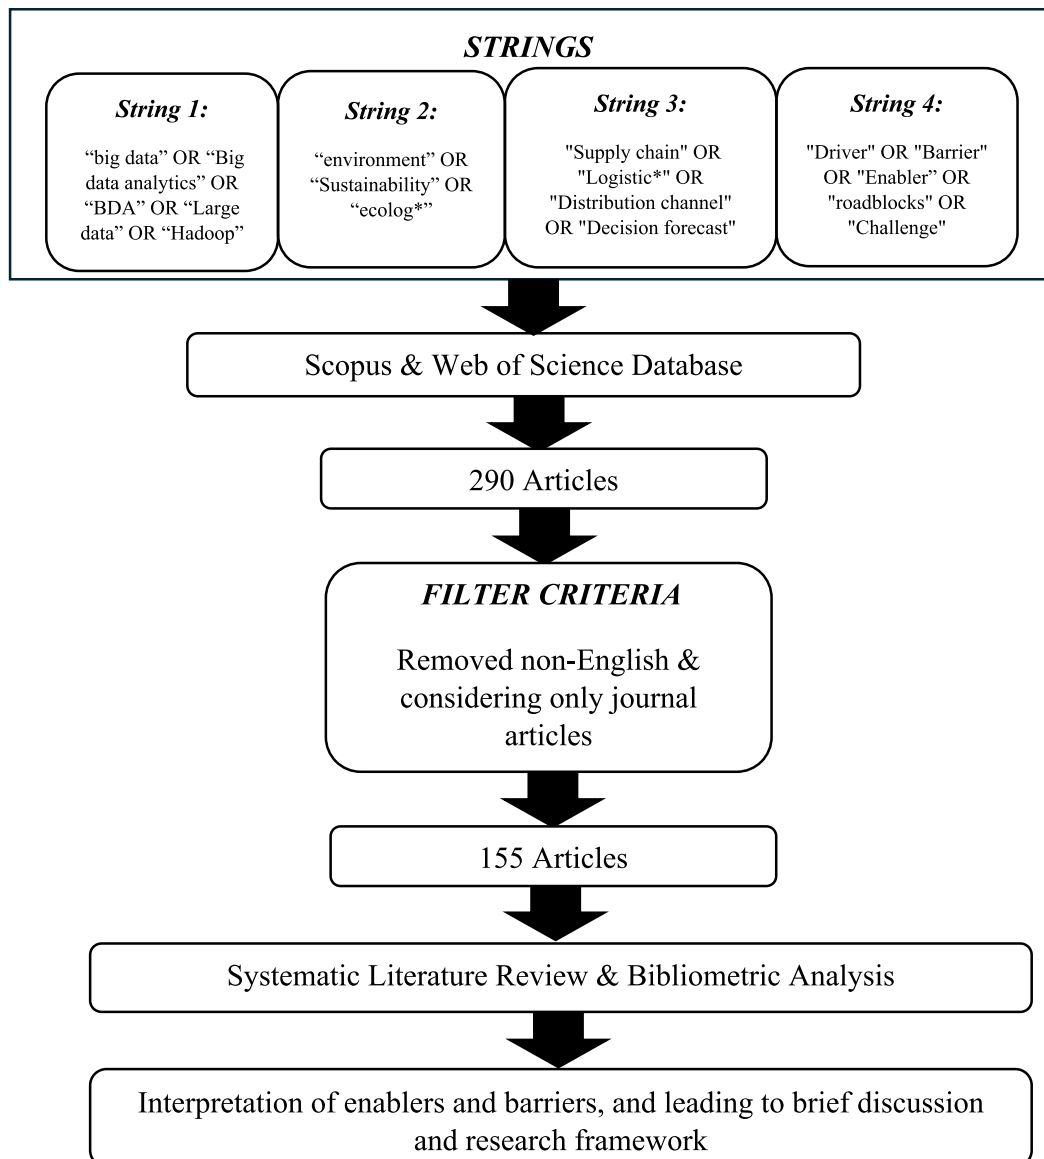 STRINGS
String 1:
“big data” OR “Big
data analytics” OR
“BDA” OR “Large
data” OR “Hadoop”
String 2:
“environment” OR
“Sustainability” OR
“ecolog*”
String 3:
"Supply chain" OR
"Logistic*" OR
"Distribution channel"
OR "Decision forecast"
String 4:
"Driver" OR "Barrier"
OR "Enabler” OR
"roadblocks" OR
"Challenge"
Scopus & Web of Science Database
290 Articles
FILTER CRITERIA
Removed non-English &
considering only journal
articles
155 Articles
Systematic Literature Review & Bibliometric Analysis
Interpretation of enablers and barriers, and leading to brief discussion
and research framework